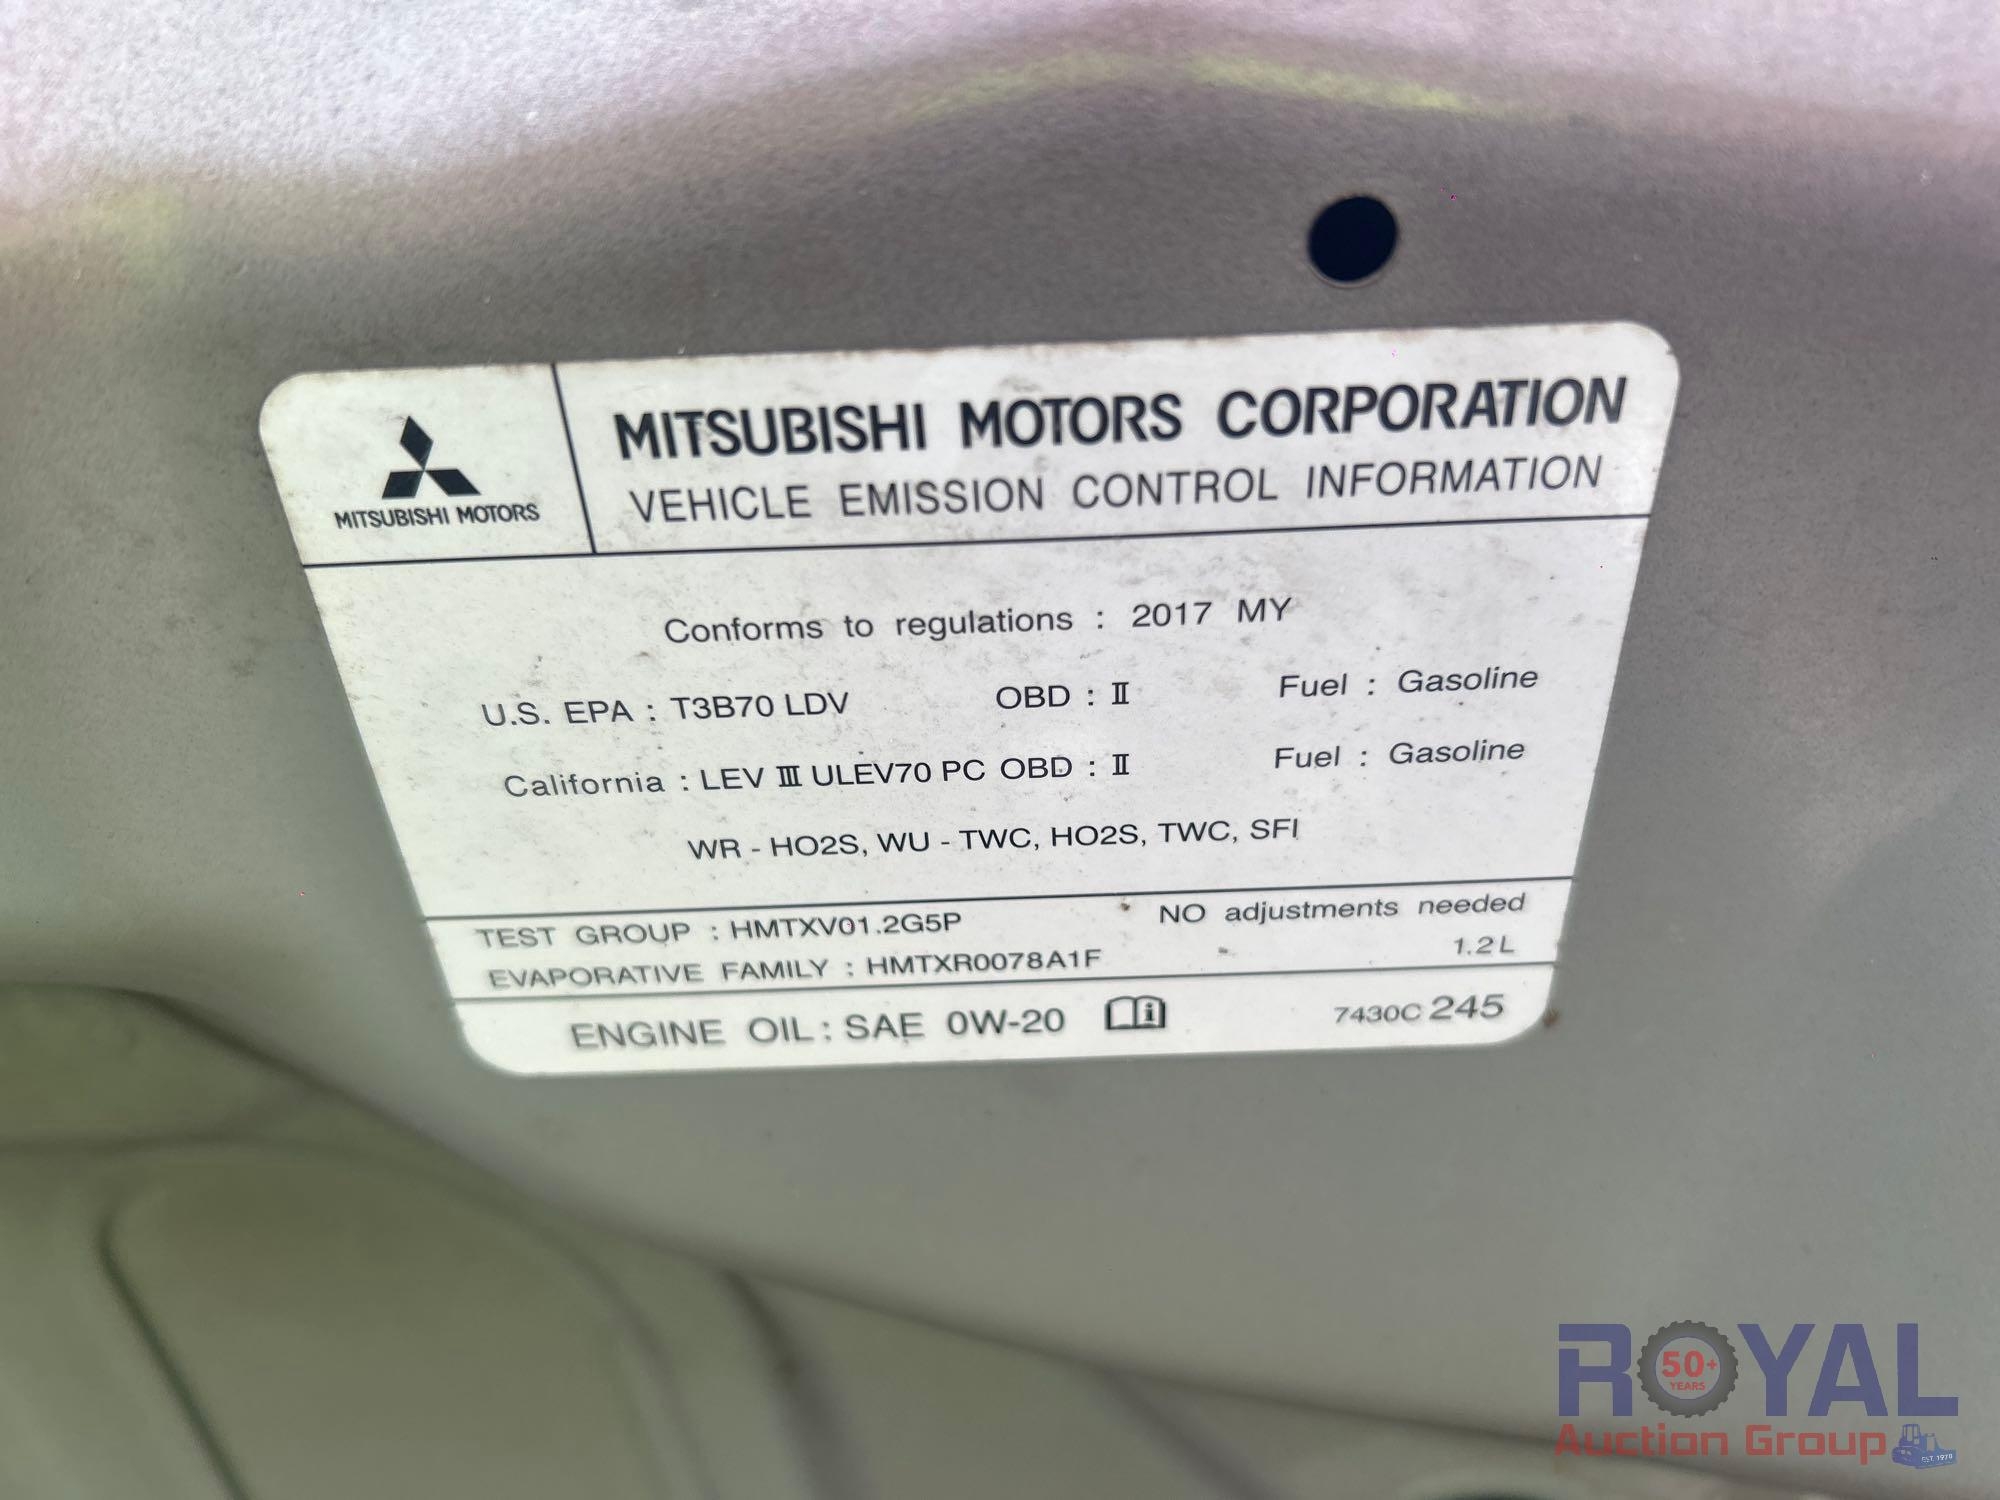 MITSUBISHI MOTORS
MITSUBISHI MOTORS CORPORATION
VEHICLE EMISSION CONTROL INFORMATION
Conforms to regulations : 2017 MY
U.S. EPA : T3B70 LDV OBD : Ⅱ Fuel : Gasoline
California : LEV Ⅲ ULEV70 PC OBD : Ⅱ Fuel : Gasoline
WR - HO2S, WU - TWC, HO2S, TWC, SFI
TEST GROUP : HMTXV01.2G5P NO adjustments needed
EVAPORATIVE FAMILY : HMTXR0078A1F 1.2L
ENGINE OIL : SAE 0W-20 7430C 245
ROYAL
50+
YEARS
Auction Group
EST. 1970